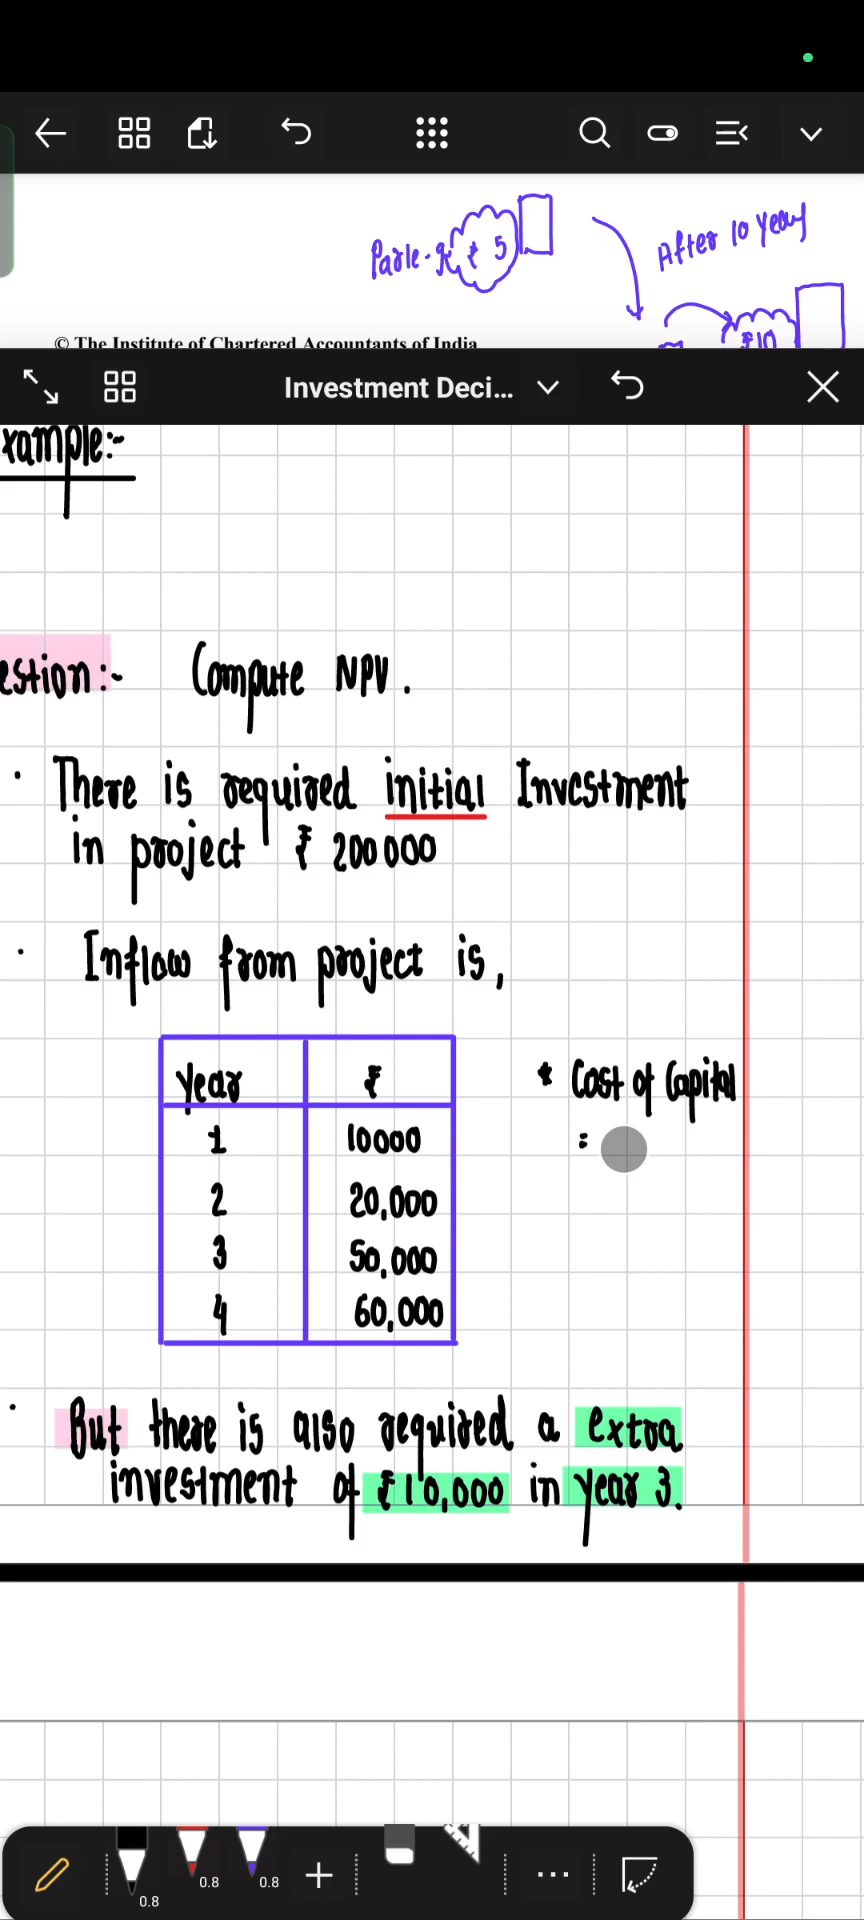 Parle-g ₹ 5
After 10 years
₹10
© The Institute of Chartered Accountants of India
Investment Deci...
xample:-
estion:- Compute NPV.
· There is required initial Investment
in project ₹ 200000
· Inflow from project is,
year ₹
1 10000
2 20,000
3 50,000
4 60,000
* Cost of Capital
=
· But there is also required a extra
investment of ₹10,000 in year 3.
0.8 0.8 0.8